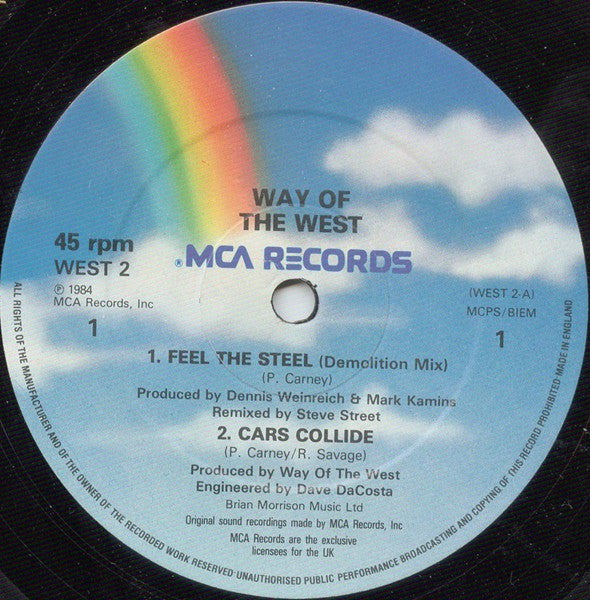 WAY OF
THE WEST
45 rpm
WEST 2
℗ 1984
MCA Records, Inc
1
®MCA RECORDS
(WEST 2-A)
MCPS/BIEM
1
1. FEEL THE STEEL (Demolition Mix)
(P. Carney)
Produced by Dennis Weinreich & Mark Kamins
Remixed by Steve Street
2. CARS COLLIDE
(P. Carney/R. Savage)
Produced by Way Of The West
Engineered by Dave DaCosta
Brian Morrison Music Ltd
Original sound recordings made by MCA Records, Inc
MCA Records are the exclusive
licensees for the UK
ALL RIGHTS OF THE MANUFACTURER AND OF THE OWNER OF THE RECORDED WORK RESERVED·UNAUTHORISED PUBLIC PERFORMANCE BROADCASTING AND COPYING OF THIS RECORD PROHIBITED·MADE IN ENGLAND